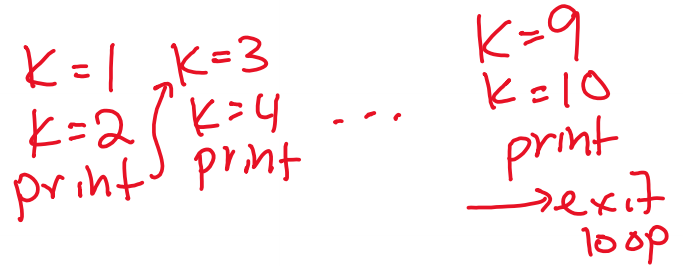 K=1
K=2
print
K=3
K=4
print
...
K=9
K=10
print
→exit
loop